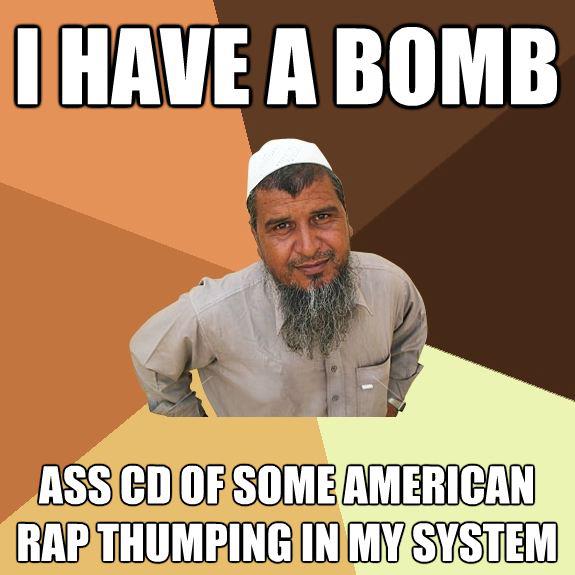 I HAVE A BOMB
ASS CD OF SOME AMERICAN
RAP THUMPING IN MY SYSTEM